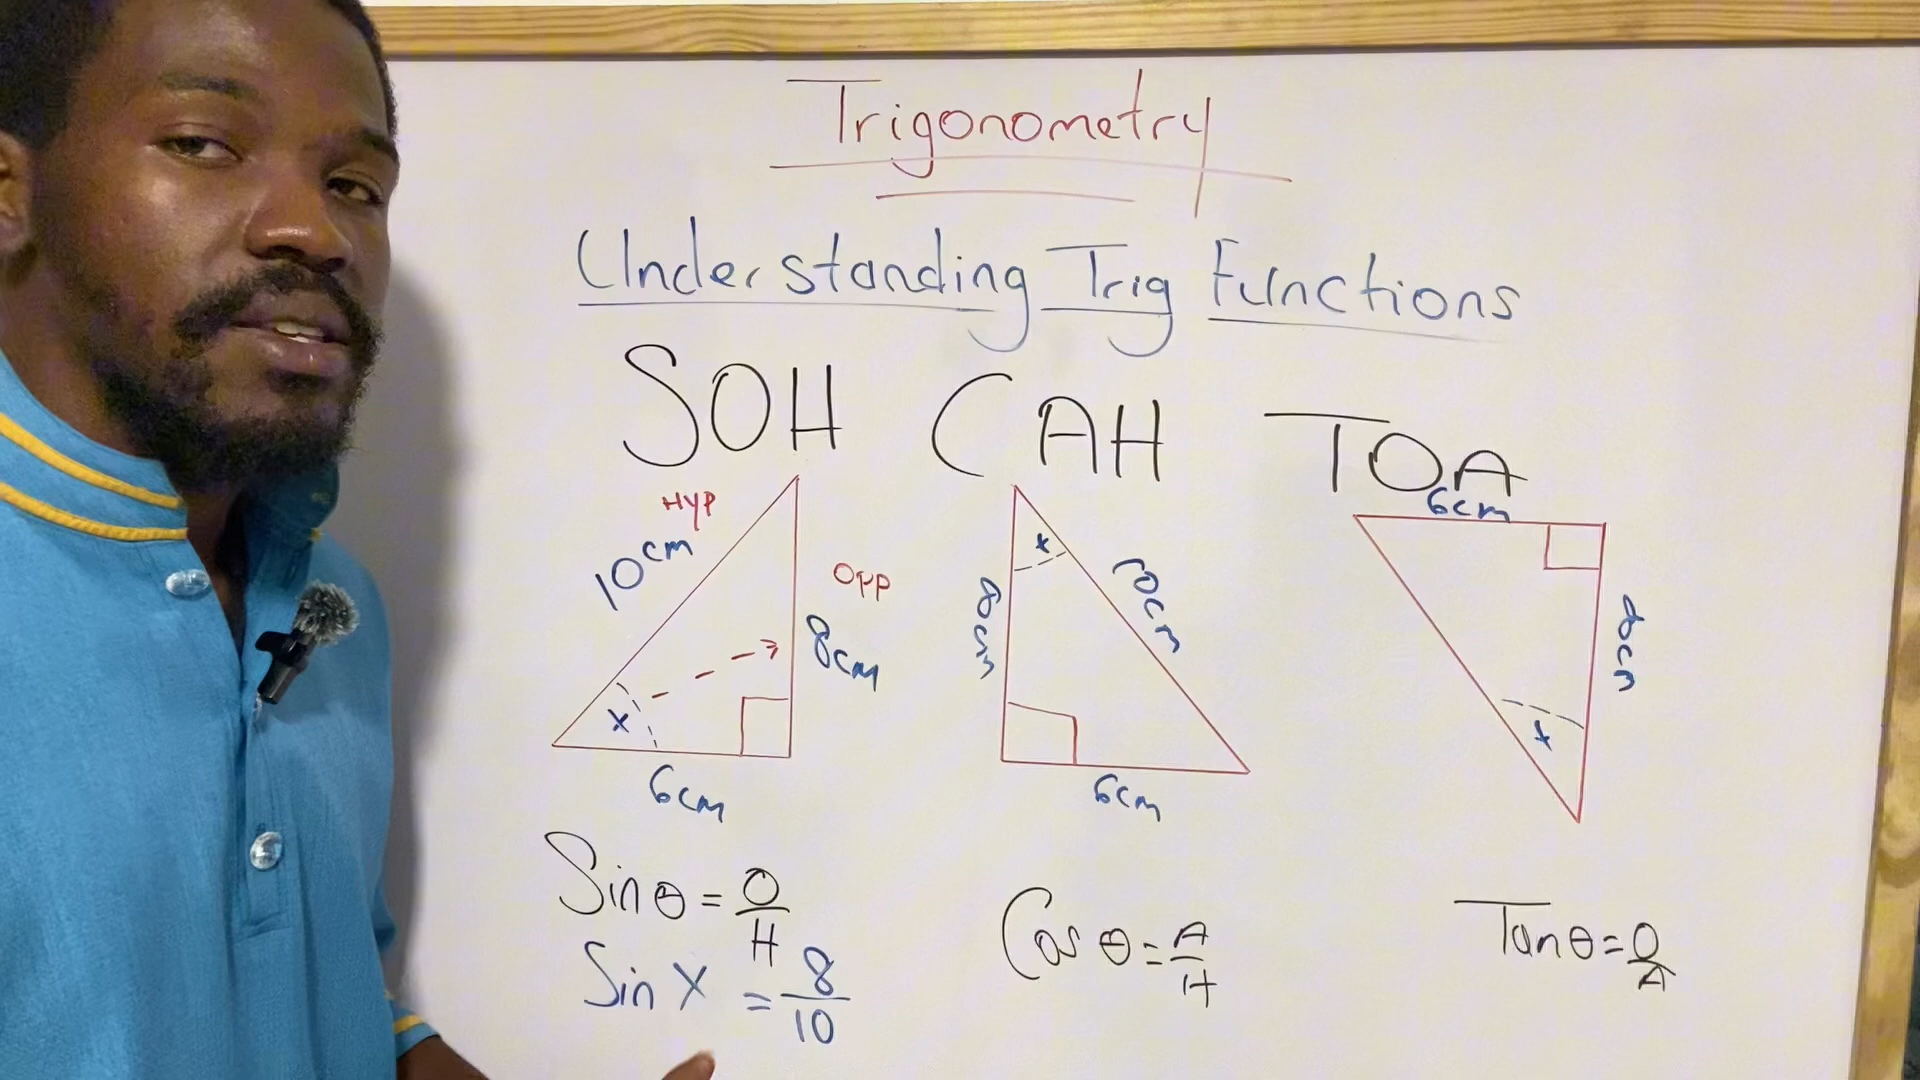 Trigonometry
Understanding Trig Functions
SOH CAH TOA
HYP
10cm
OPP
8cm
x
6cm
x
8cm
10cm
6cm
6cm
8cm
x
Sin θ = O/H
Sin x = 8/10
Cos θ = A/H
Tan θ = O/A